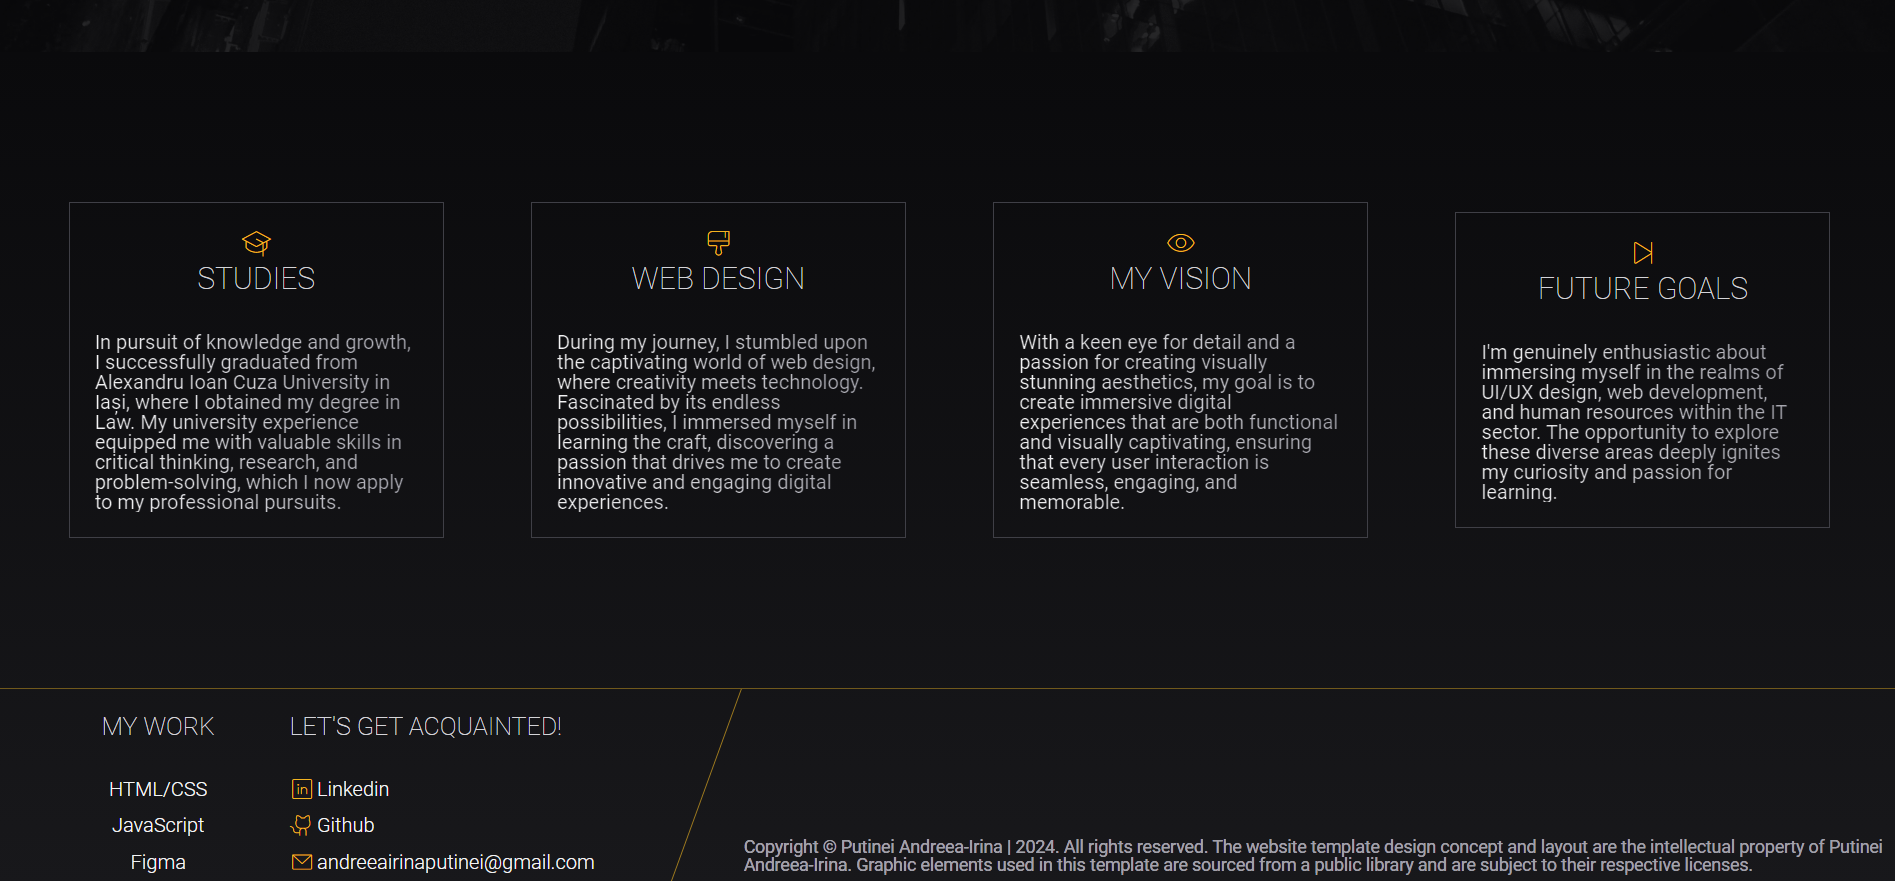 STUDIES
In pursuit of knowledge and growth,
I successfully graduated from
Alexandru Ioan Cuza University in
Iași, where I obtained my degree in
Law. My university experience
equipped me with valuable skills in
critical thinking, research, and
problem-solving, which I now apply
to my professional pursuits.
WEB DESIGN
During my journey, I stumbled upon
the captivating world of web design,
where creativity meets technology.
Fascinated by its endless
possibilities, I immersed myself in
learning the craft, discovering a
passion that drives me to create
innovative and engaging digital
experiences.
MY VISION
With a keen eye for detail and a
passion for creating visually
stunning aesthetics, my goal is to
create immersive digital
experiences that are both functional
and visually captivating, ensuring
that every user interaction is
seamless, engaging, and
memorable.
FUTURE GOALS
I'm genuinely enthusiastic about
immersing myself in the realms of
UI/UX design, web development,
and human resources within the IT
sector. The opportunity to explore
these diverse areas deeply ignites
my curiosity and passion for
learning.
MY WORK
HTML/CSS
JavaScript
Figma
LET'S GET ACQUAINTED!
in Linkedin
Github
andreeairinaputinei@gmail.com
Copyright © Putinei Andreea-Irina | 2024. All rights reserved. The website template design concept and layout are the intellectual property of Putinei
Andreea-Irina. Graphic elements used in this template are sourced from a public library and are subject to their respective licenses.